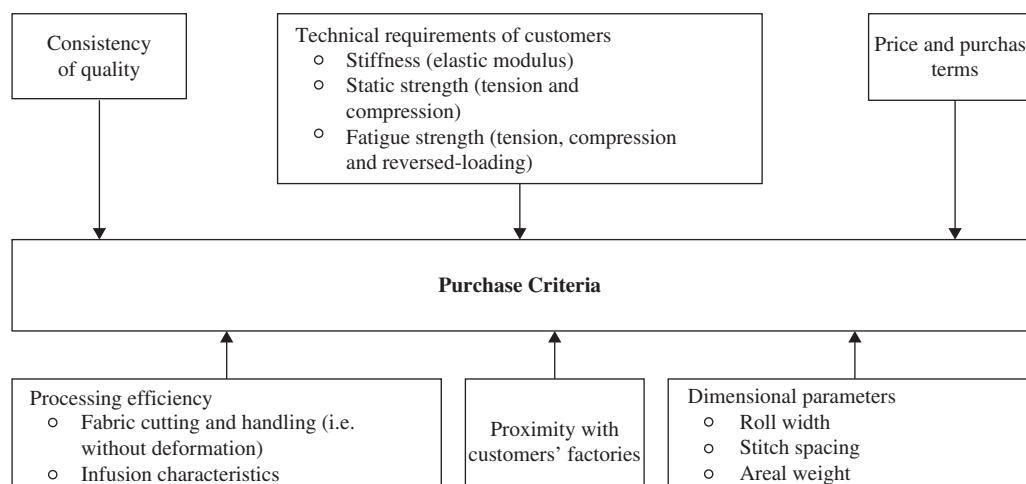 Consistency
of quality
Technical requirements of customers
Stiffness (elastic modulus)
Static strength (tension and
compression)
Fatigue strength (tension, compression
and reversed-loading)
Price and purchas
terms
Purchase Criteria
Processing efficiency
Fabric cutting and handling (i.e.
without deformation)
Infusion characteristics
Proximity with
customers’ factories
Dimensional parameters
Roll width
Stitch spacing
Areal weight